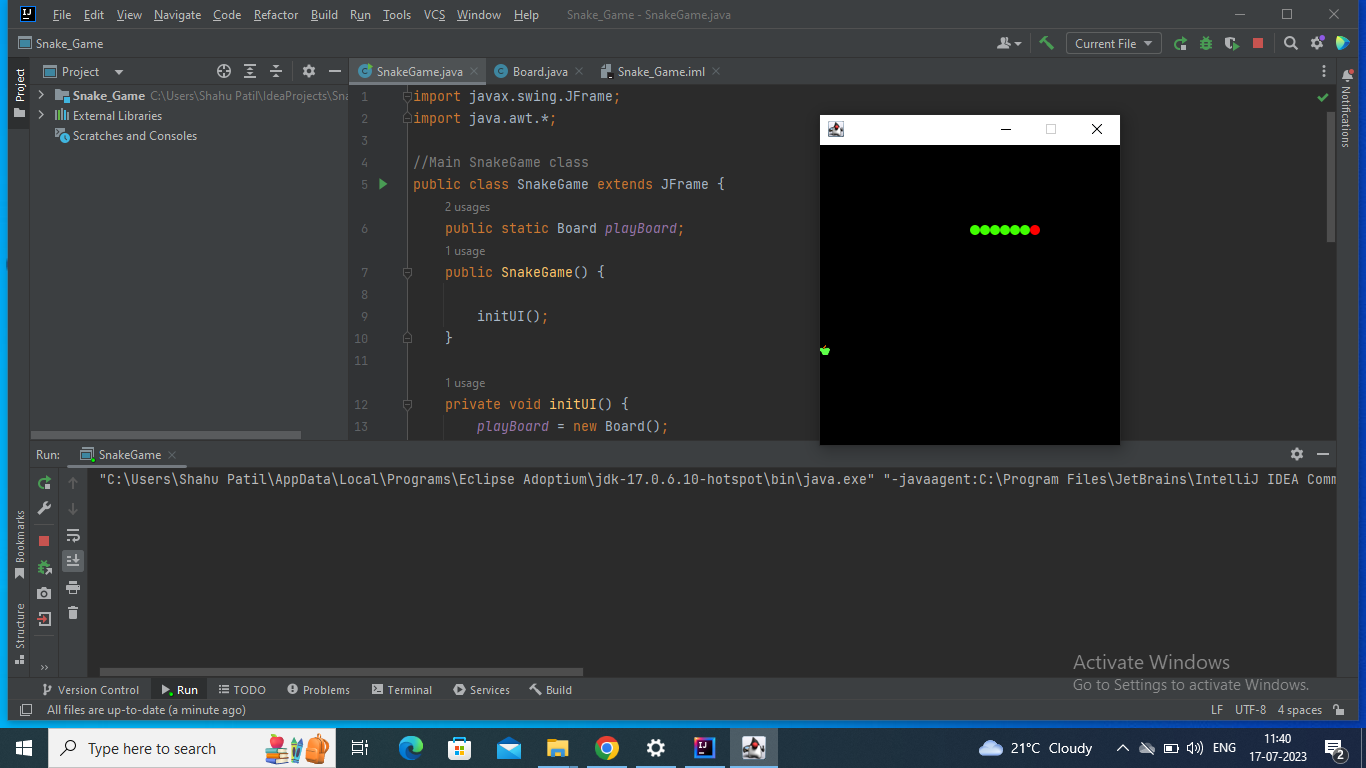 File Edit View Navigate Code Refactor Build Run Tools VCS Window Help Snake_Game - SnakeGame.java
Snake_Game Current File
Project SnakeGame.java Board.java Snake_Game.iml
Project
Notifications
Snake_Game C:\Users\Shahu Patil\IdeaProjects\Sna
External Libraries
Scratches and Consoles
1 import javax.swing.JFrame;
2 import java.awt.*;
3
4 //Main SnakeGame class
5 public class SnakeGame extends JFrame {
2 usages
6 public static Board playBoard;
1 usage
7 public SnakeGame() {
8
9 initUI();
10 }
11
1 usage
12 private void initUI() {
13 playBoard = new Board();
Run: SnakeGame
"C:\Users\Shahu Patil\AppData\Local\Programs\Eclipse Adoptium\jdk-17.0.6.10-hotspot\bin\java.exe" "-javaagent:C:\Program Files\JetBrains\IntelliJ IDEA Comm
Bookmarks
Structure
Activate Windows
Go to Settings to activate Windows.
Version Control Run TODO Problems Terminal Services Build
All files are up-to-date (a minute ago) LF UTF-8 4 spaces
Type here to search 21°C Cloudy ENG 11:40
17-07-2023 2